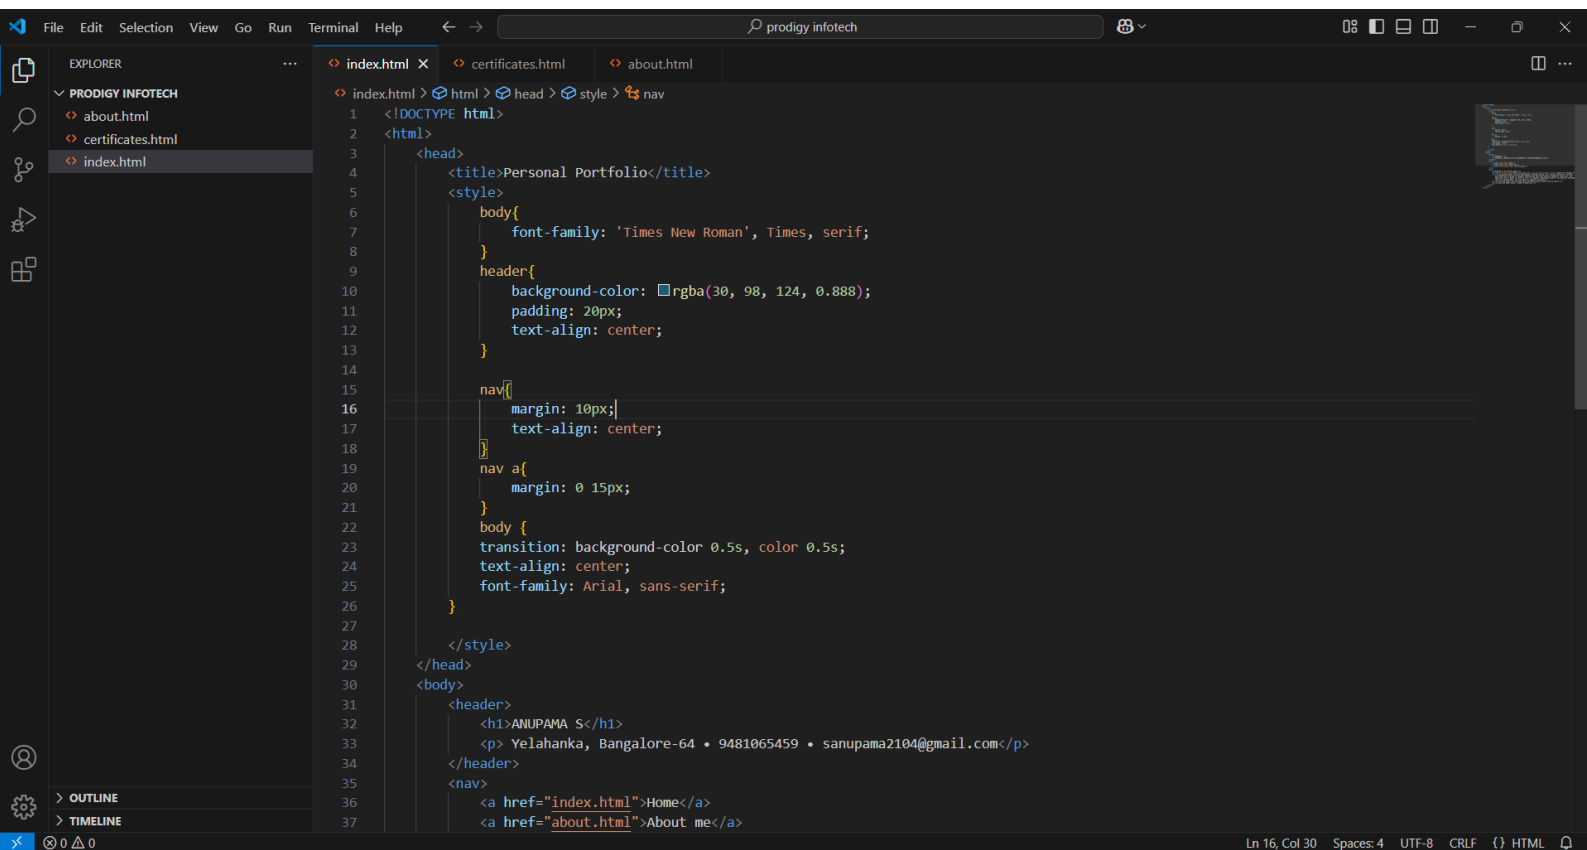 File Edit Selection View Go Run Terminal Help
prodigy infotech
EXPLORER
PRODIGY INFOTECH
about.html
certificates.html
index.html
OUTLINE
TIMELINE
index.html certificates.html about.html
index.html > html > head > style > nav
1 <!DOCTYPE html>
2 <html>
3 <head>
4 <title>Personal Portfolio</title>
5 <style>
6 body{
7 font-family: 'Times New Roman', Times, serif;
8 }
9 header{
10 background-color: rgba(30, 98, 124, 0.888);
11 padding: 20px;
12 text-align: center;
13 }
14
15 nav{
16 margin: 10px;
17 text-align: center;
18 }
19 nav a{
20 margin: 0 15px;
21 }
22 body {
23 transition: background-color 0.5s, color 0.5s;
24 text-align: center;
25 font-family: Arial, sans-serif;
26 }
27
28 </style>
29 </head>
30 <body>
31 <header>
32 <h1>ANUPAMA S</h1>
33 <p> Yelahanka, Bangalore-64 • 9481065459 • sanupama2104@gmail.com</p>
34 </header>
35 <nav>
36 <a href="index.html">Home</a>
37 <a href="about.html">About me</a>
0 0
Ln 16, Col 30 Spaces: 4 UTF-8 CRLF {} HTML